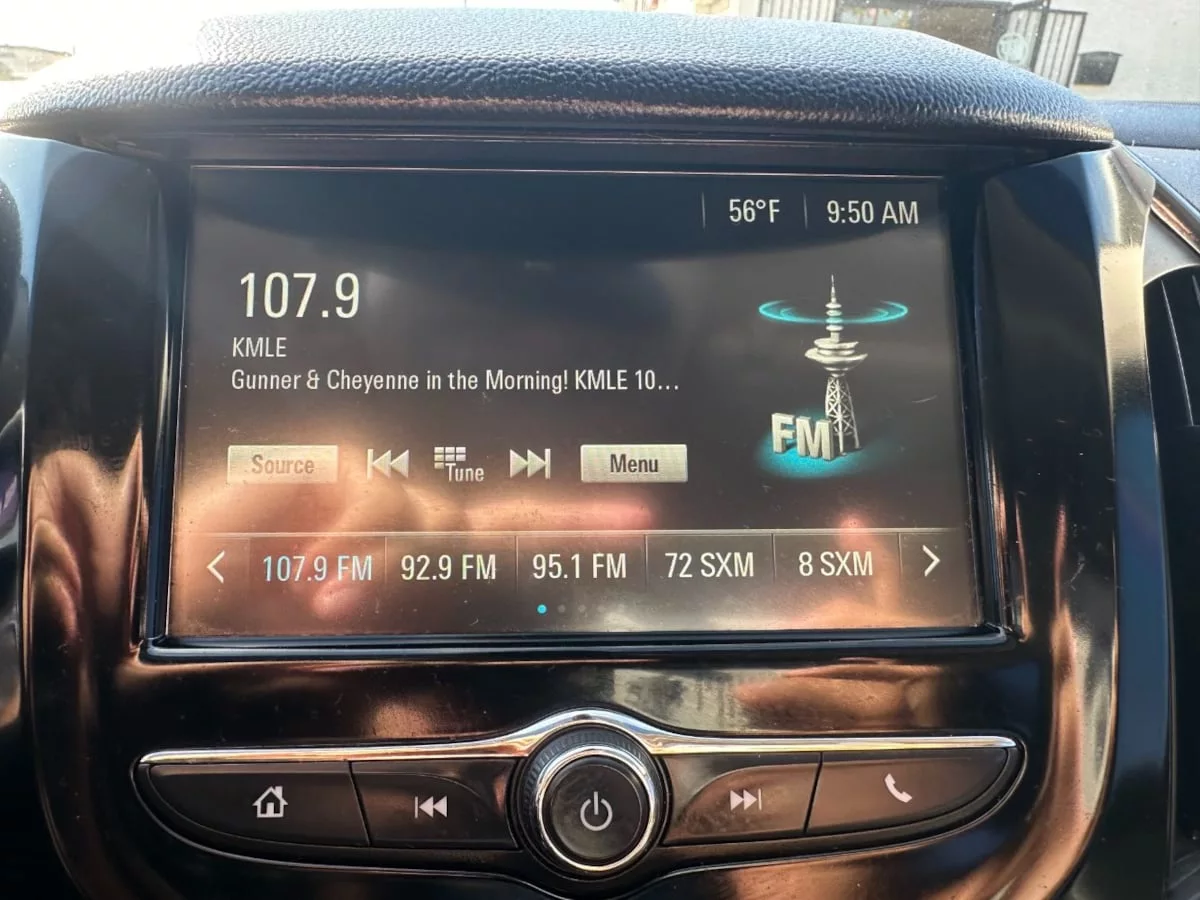 56°F 9:50 AM
107.9
KMLE
Gunner & Cheyenne in the Morning! KMLE 10...
FM
Source Tune Menu
107.9 FM 92.9 FM 95.1 FM 72 SXM 8 SXM